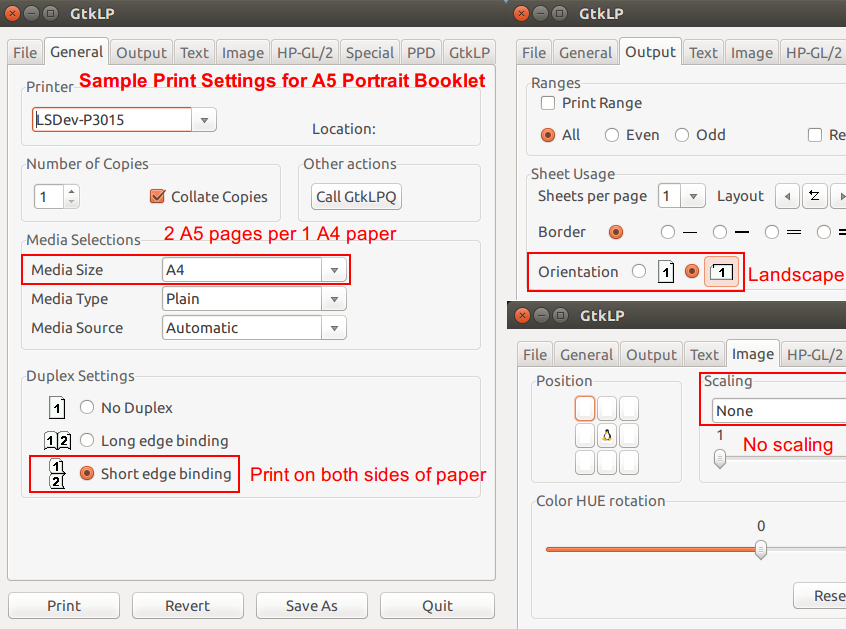 GtkLP
File General Output Text Image HP-GL/2 Special PPD GtkLP
Sample Print Settings for A5 Portrait Booklet
Printer
LSDev-P3015
Location:
Number of Copies
1
Collate Copies
Other actions
Call GtkLPQ
2 A5 pages per 1 A4 paper
Media Selections
Media Size A4
Media Type Plain
Media Source Automatic
Duplex Settings
1 No Duplex
1 2 Long edge binding
1
2 Short edge binding
Print on both sides of paper
Print Revert Save As Quit
GtkLP
File General Output Text Image HP-GL/2
Ranges
Print Range
All Even Odd Re
Sheet Usage
Sheets per page 1 Layout
Border
Orientation 1 1
Landscape
GtkLP
File General Output Text Image HP-GL/2
Position
Scaling
None
1
No scaling
Color HUE rotation
0
Rese